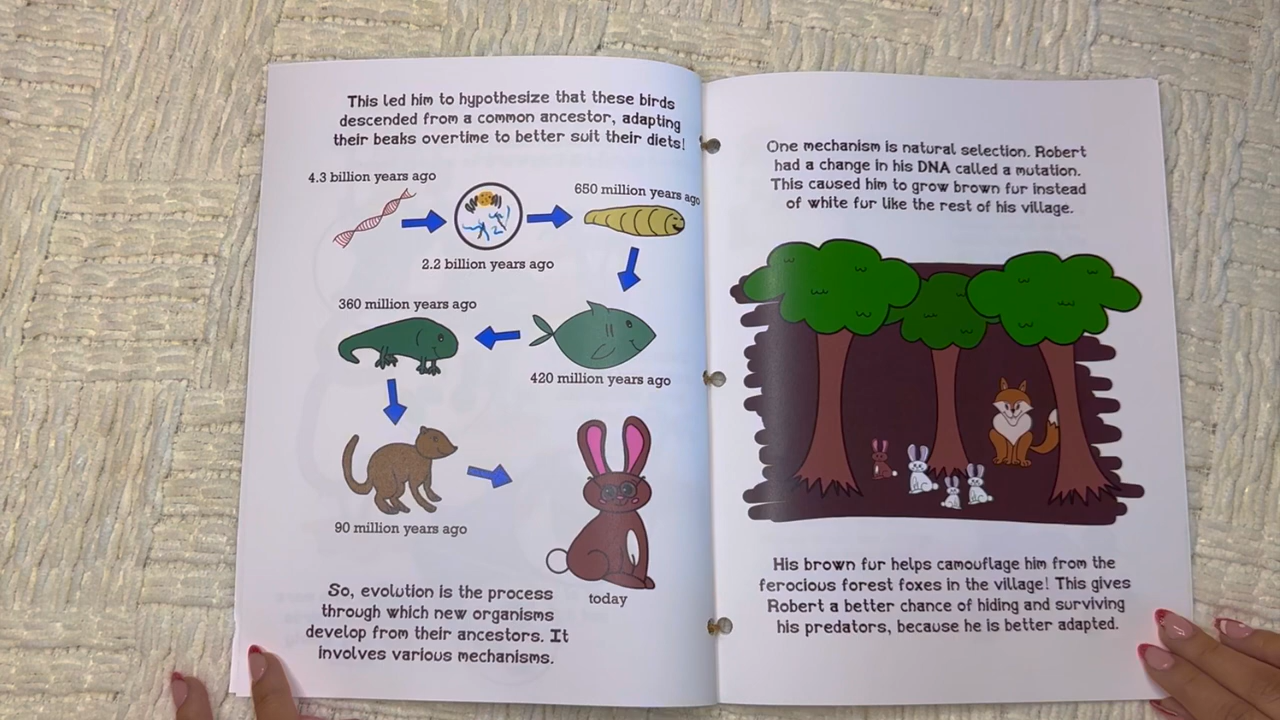 This led him to hypothesize that these birds
descended from a common ancestor, adapting
their beaks overtime to better suit their diets!
4.3 billion years ago
650 million years ago
2.2 billion years ago
360 million years ago
420 million years ago
90 million years ago
So, evolution is the process
through which new organisms
develop from their ancestors. It
involves various mechanisms.
today
One mechanism is natural selection. Robert
had a change in his DNA called a mutation.
This caused him to grow brown fur instead
of white fur like the rest of his village.
His brown fur helps camouflage him from the
ferocious forest foxes in the village! This gives
Robert a better chance of hiding and surviving
his predators, because he is better adapted.